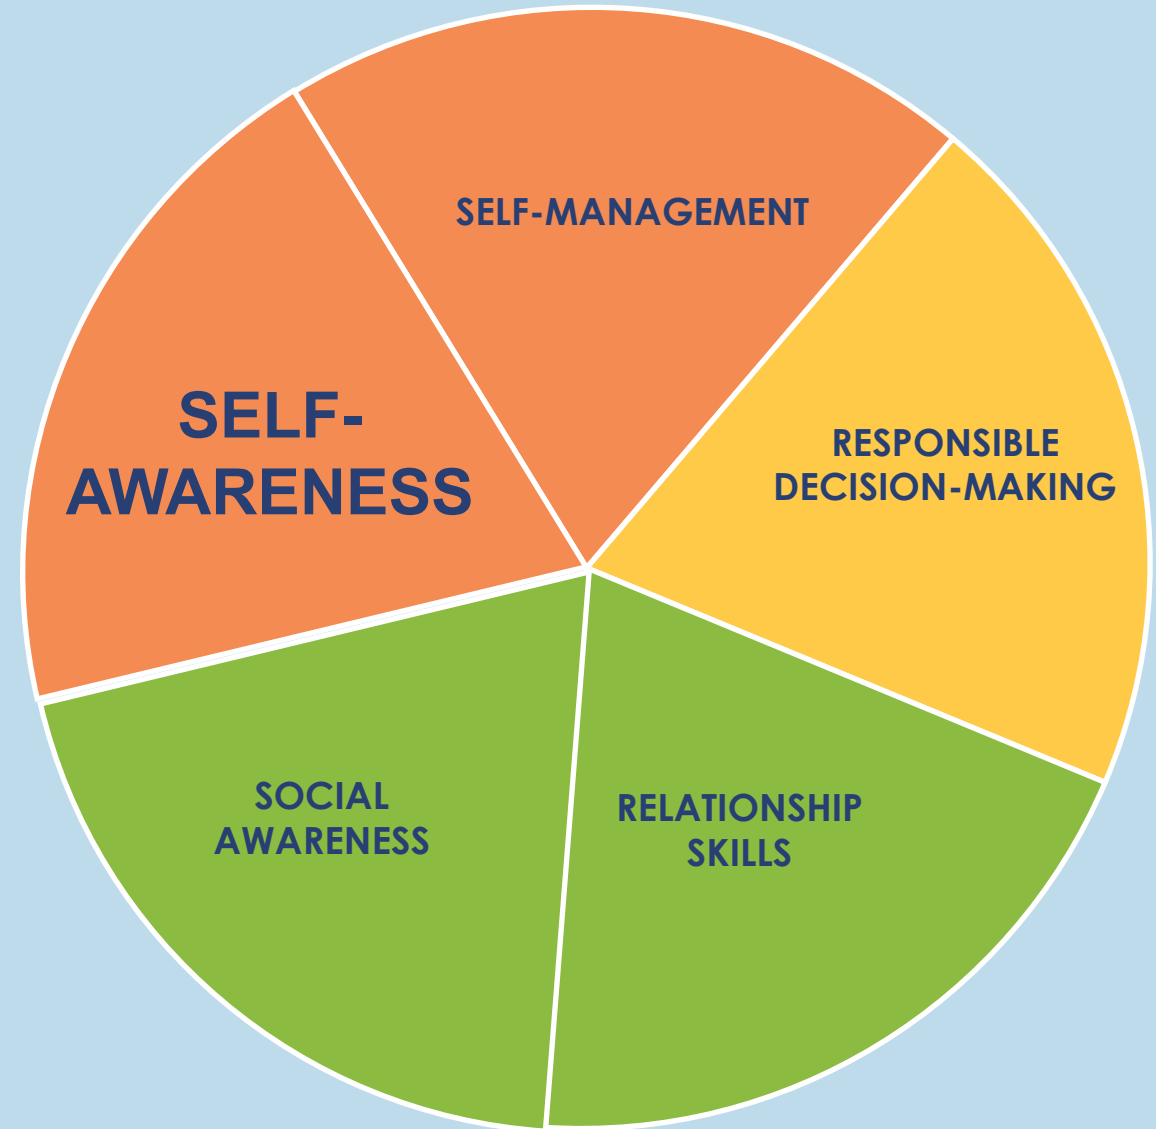 SELF-MANAGEMENT
SELF-
AWARENESS
RESPONSIBLE
DECISION-MAKING
SOCIAL
AWARENESS
RELATIONSHIP
SKILLS